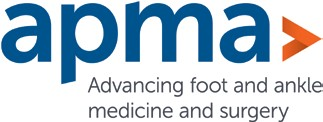 apma
Advancing foot and ankle
medicine and surgery